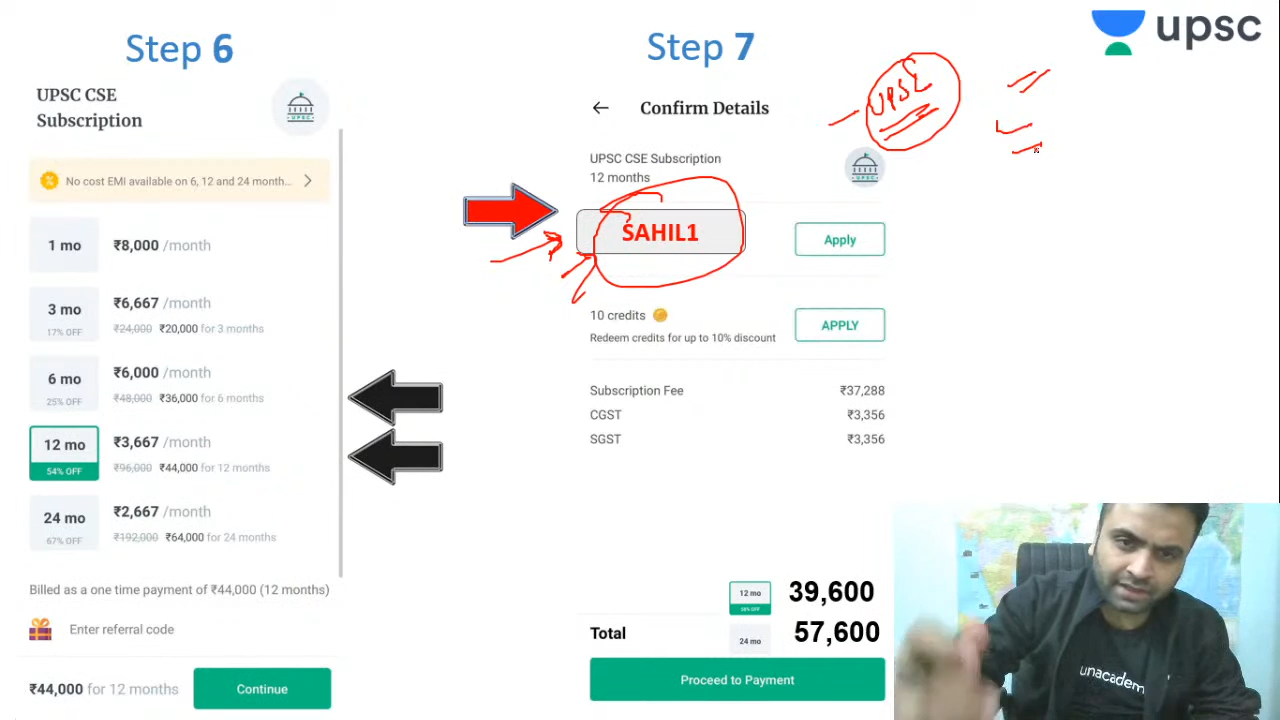 Step 6
UPSC CSE
Subscription
No cost EMI available on 6, 12 and 24 month...
1 mo
₹8,000 /month
3 mo
17% OFF
₹6,667 /month
₹24,000 ₹20,000 for 3 months
6 mo
25% OFF
₹6,000 /month
₹48,000 ₹36,000 for 6 months
12 mo
54% OFF
₹3,667 /month
₹96,000 ₹44,000 for 12 months
24 mo
67% OFF
₹2,667 /month
₹192,000 ₹64,000 for 24 months
Billed as a one time payment of ₹44,000 (12 months)
Enter referral code
₹44,000 for 12 months
Continue
Step 7
Confirm Details
UPSC CSE Subscription
12 months
SAHIL1
Apply
10 credits
Redeem credits for up to 10% discount
APPLY
Subscription Fee ₹37,288
CGST ₹3,356
SGST ₹3,356
12 mo
39,600
Total
24 mo
57,600
Proceed to Payment
upsc
UPSC
UPSC
unacadem